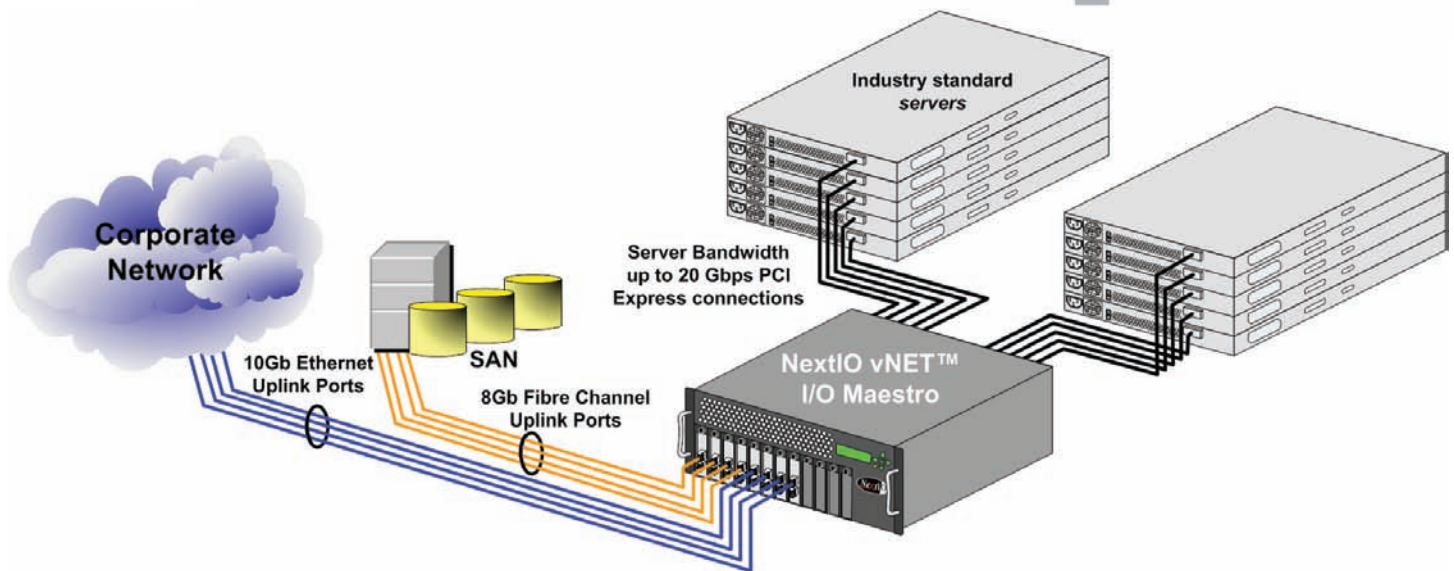 Industry standard
servers
Corporate
Network
Server Bandwidth
up to 20 Gbps PCI
Express connections
SAN
10Gb Ethernet
Uplink Ports
8Gb Fibre Channel
Uplink Ports
NextIO vNET™
I/O Maestro